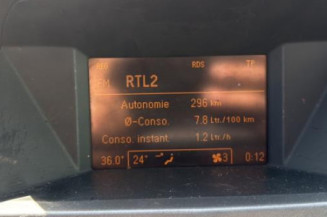 RDS TP
FM RTL2
Autonomie 296 km
Ø-Conso. 7.8 Ltr./100 km
Conso. instant. 1.2 Ltr./h
36.0° 24° 3 0:12